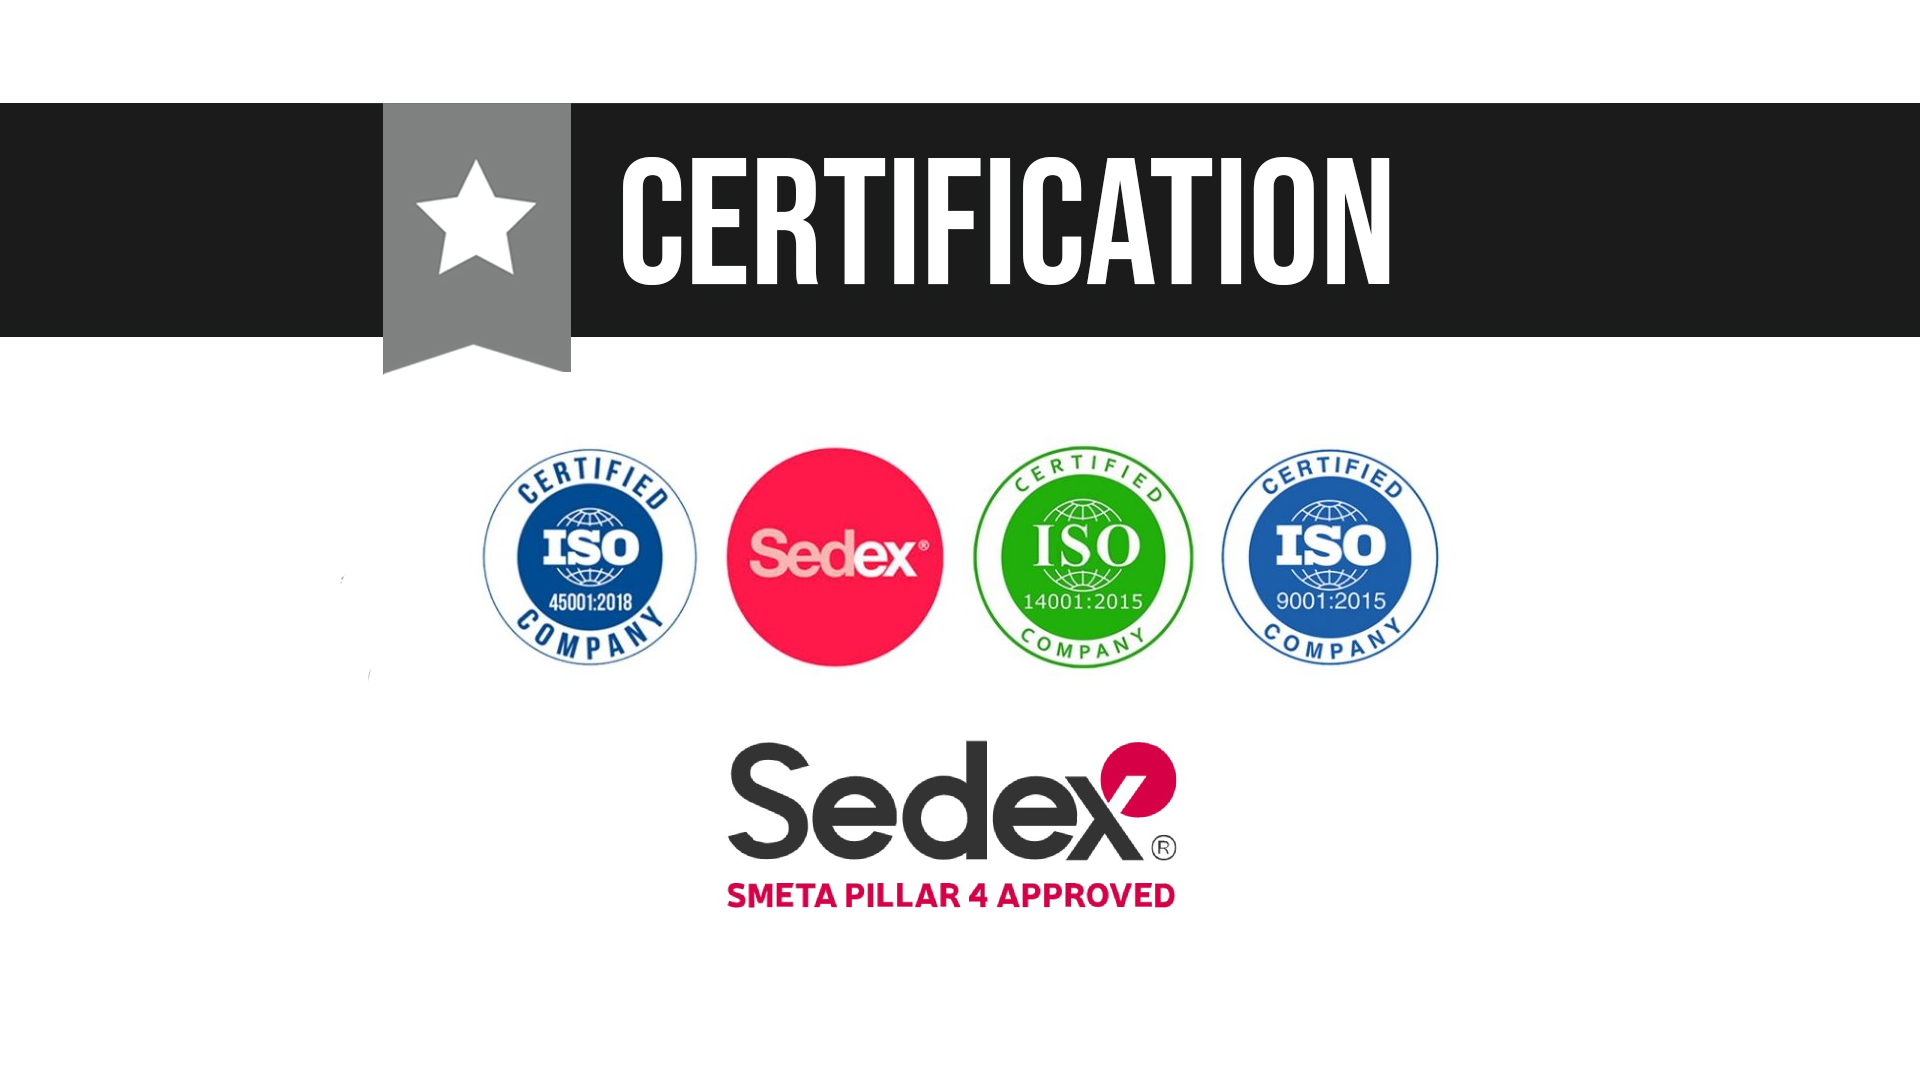 CERTIFICATION
CERTIFIED
ISO
45001:2018
COMPANY
Sedex®
CERTIFIED
ISO
14001:2015
COMPANY
CERTIFIED
ISO
9001:2015
COMPANY
Sedex®
SMETA PILLAR 4 APPROVED